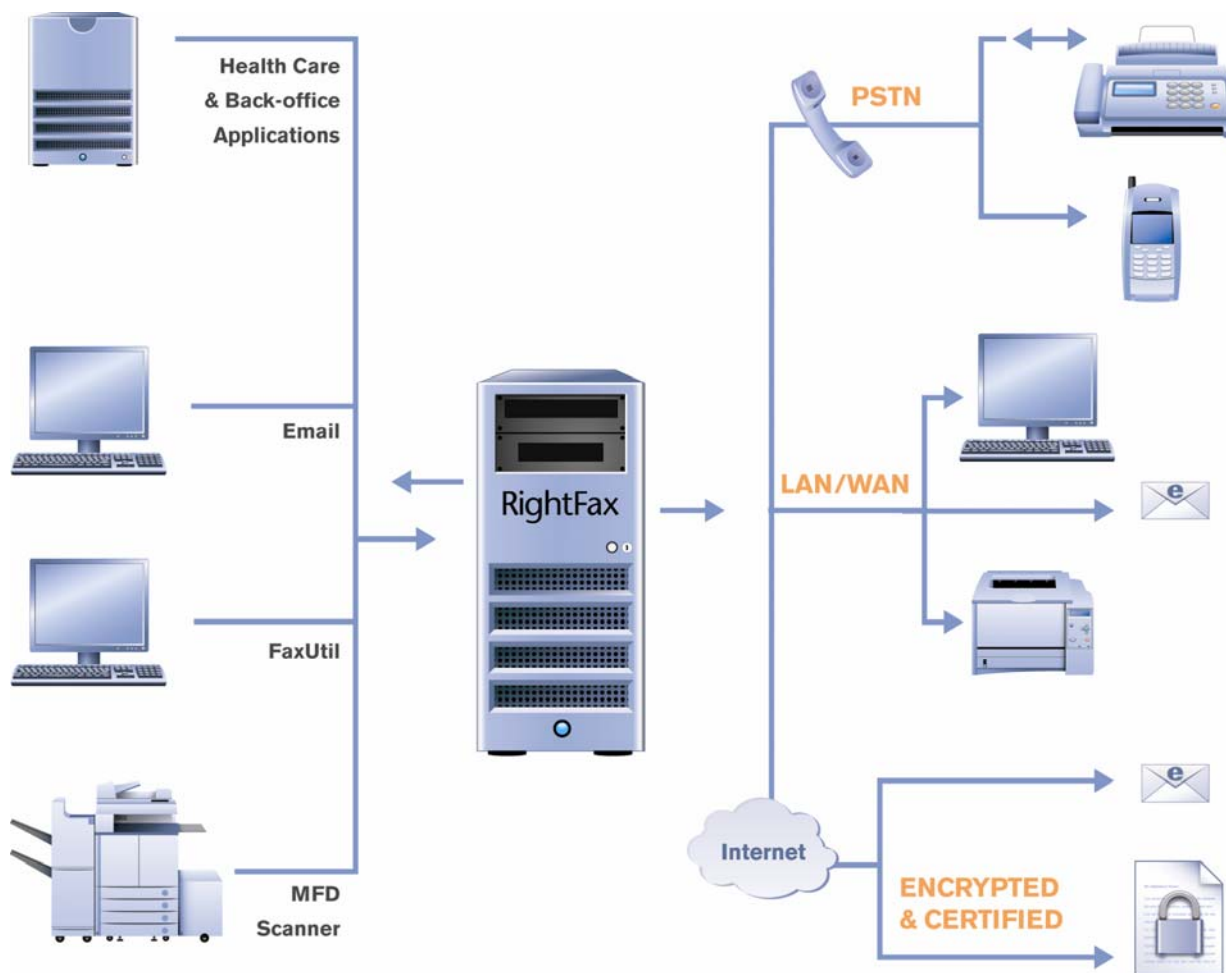 Health Care
& Back-office
Applications
Email
FaxUtil
MFD
Scanner
RightFax
PSTN
LAN/WAN
e
Internet
e
ENCRYPTED
& CERTIFIED